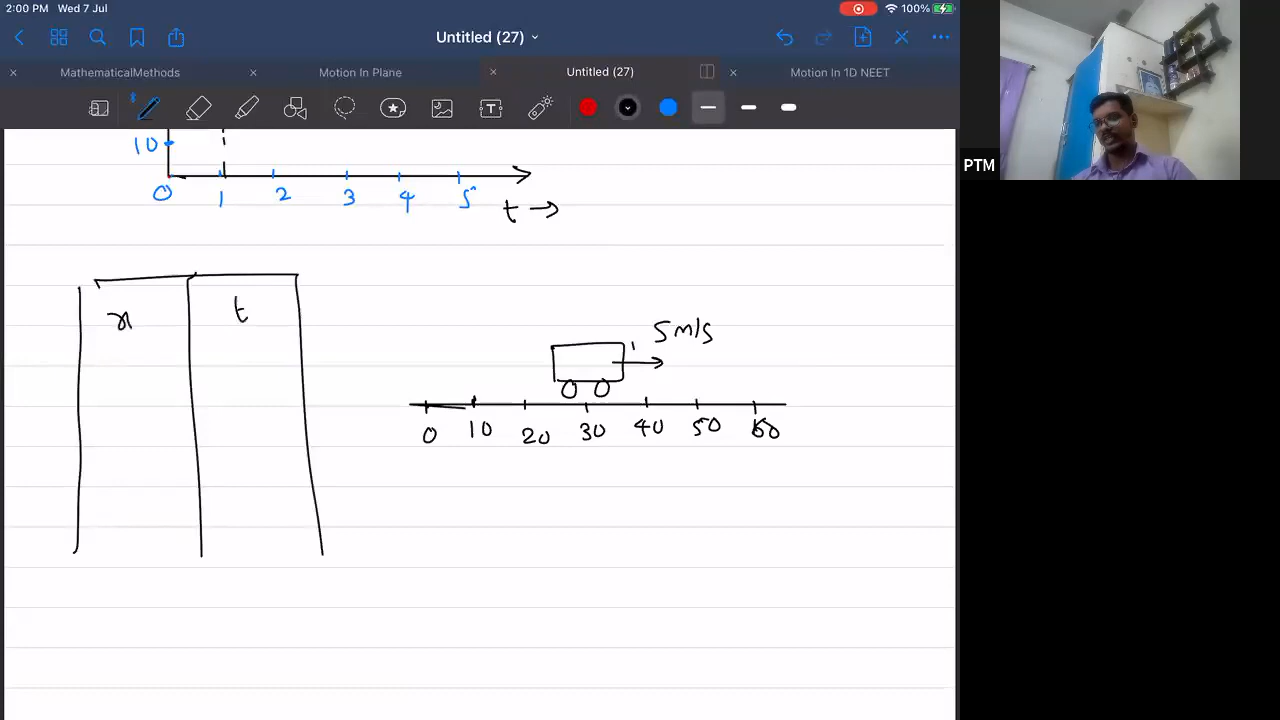 2:00 PM Wed 7 Jul
100%
Untitled (27)
MathematicalMethods
Motion In Plane
Untitled (27)
Motion In 1D NEET
T
PTM
10
0 1 2 3 4 5
t →
x t
5 m/s
0 10 20 30 40 50 60